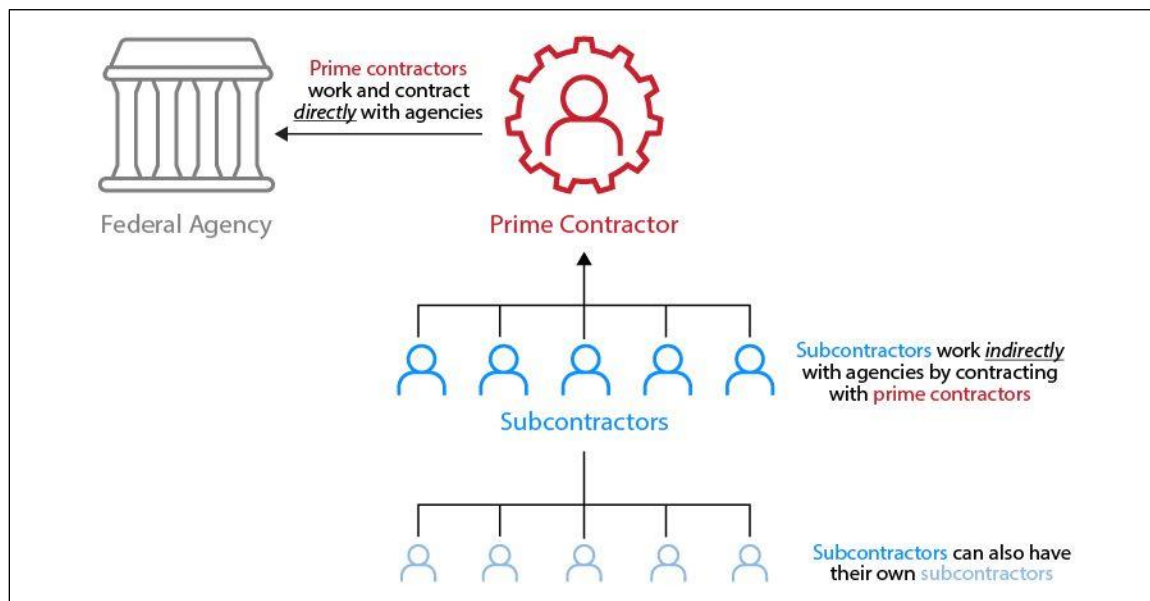 Prime contractors
work and contract
directly with agencies
Federal Agency
Prime Contractor
Subcontractors work indirectly
with agencies by contracting
with prime contractors
Subcontractors
Subcontractors can also have
their own subcontractors